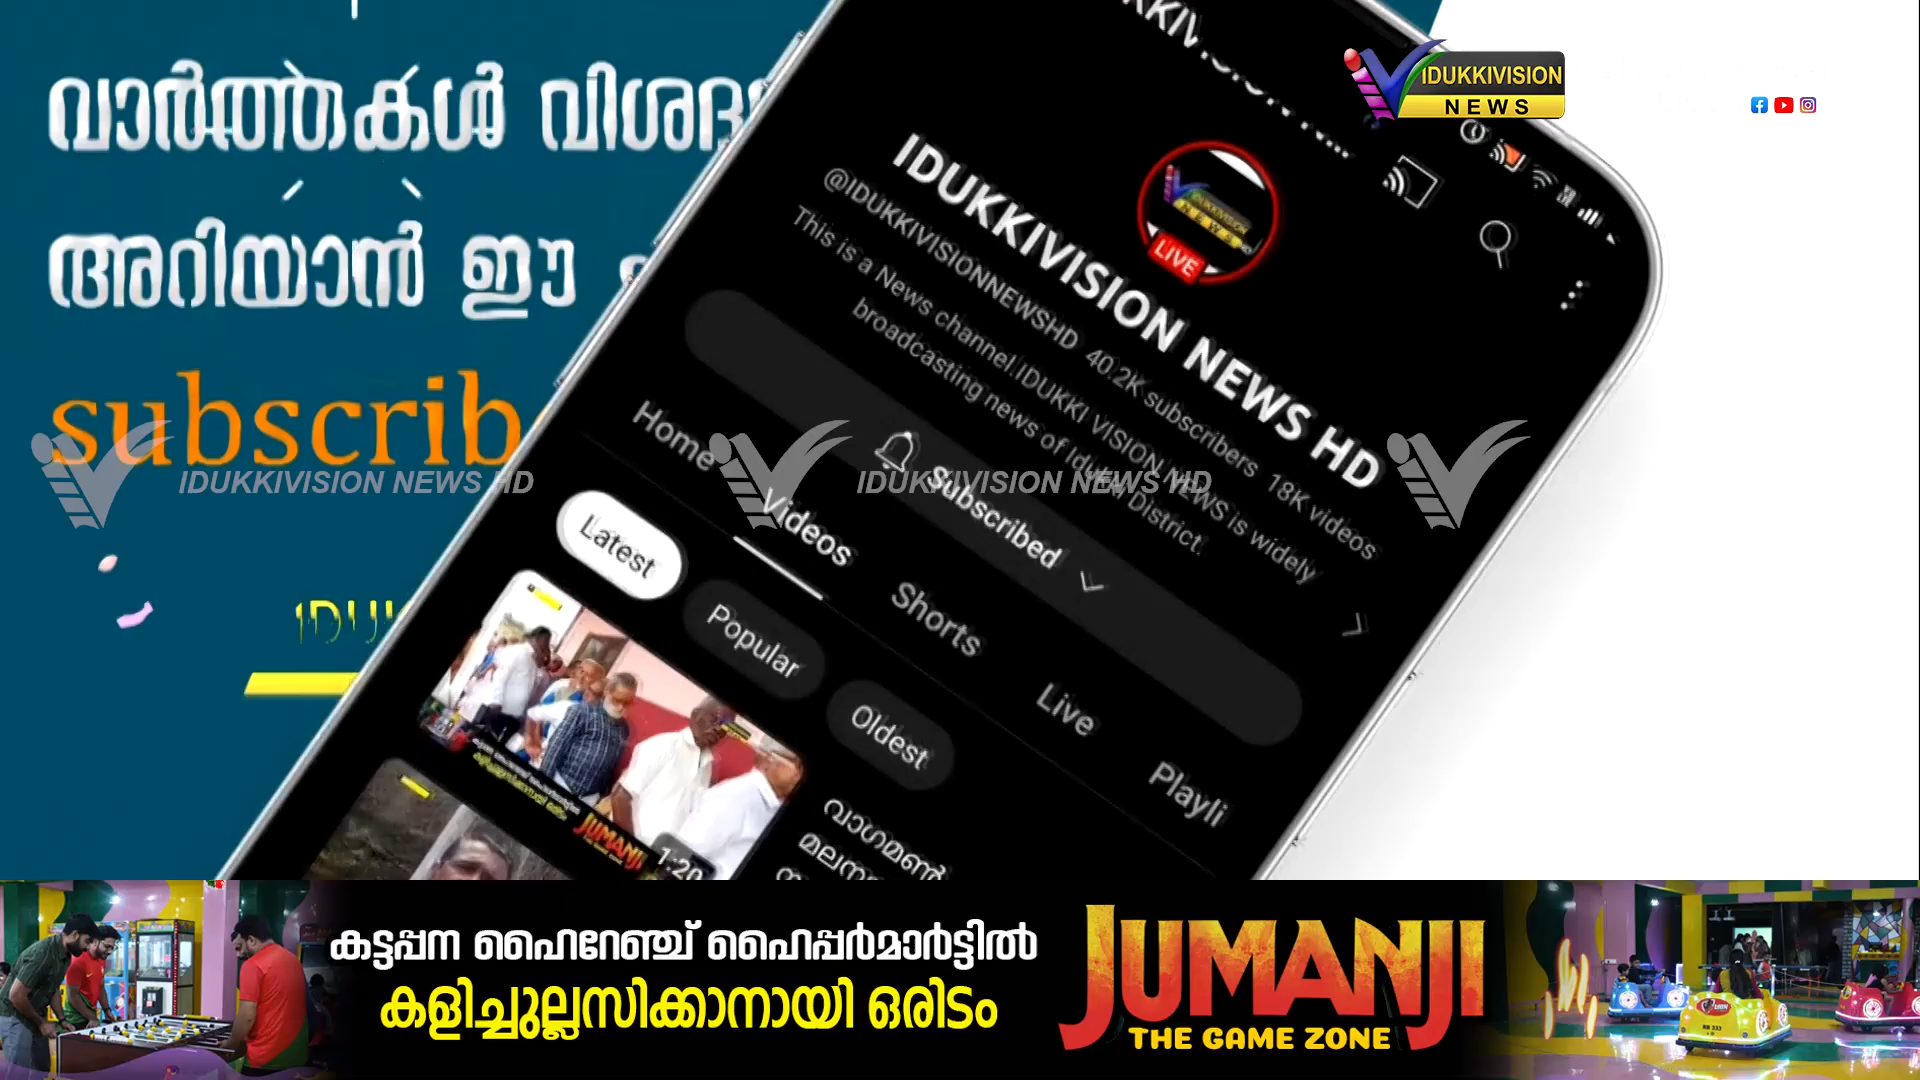 വാർത്തകൾ
അറിയാൻ ഈ
IDUKKIVISION
NEWS
LIVE
IDUKKIVISION NEWS HD
@IDUKKIVISIONNEWSHD 40.2K subscribers 18K videos
This is a News channel.IDUKKI VISION NEWS is widely
broadcasting news of Idukki District.
Subscribed
Home
Videos
Shorts
Live
Latest
Popular
Oldest
IDUKKIVISION NEWS HD
IDUKKIVISION NEWS HD
JUMANJI
1:20
വാഗമൺ
കട്ടപ്പന ഹൈറേഞ്ച് ഹൈപ്പർമാർട്ടിൽ
കളിച്ചുല്ലസിക്കാനായി ഒരിടം
JUMANJI
THE GAME ZONE